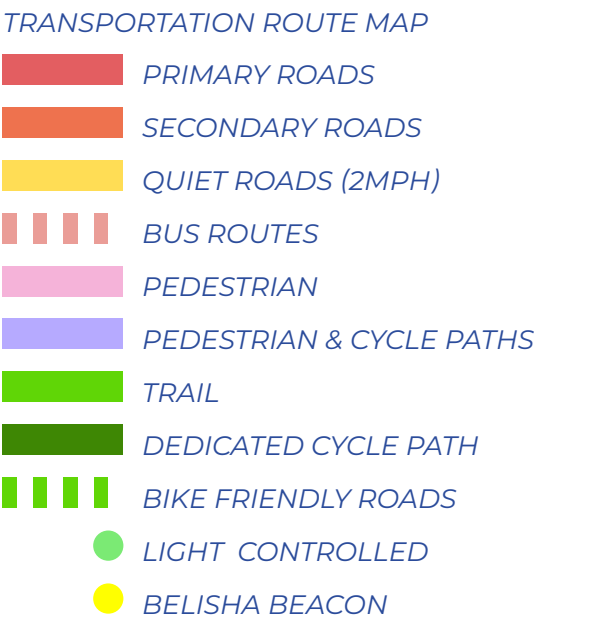 TRANSPORTATION ROUTE MAP
PRIMARY ROADS
SECONDARY ROADS
QUIET ROADS (2MPH)
BUS ROUTES
PEDESTRIAN
PEDESTRIAN & CYCLE PATHS
TRAIL
DEDICATED CYCLE PATH
BIKE FRIENDLY ROADS
LIGHT  CONTROLLED
BELISHA BEACON